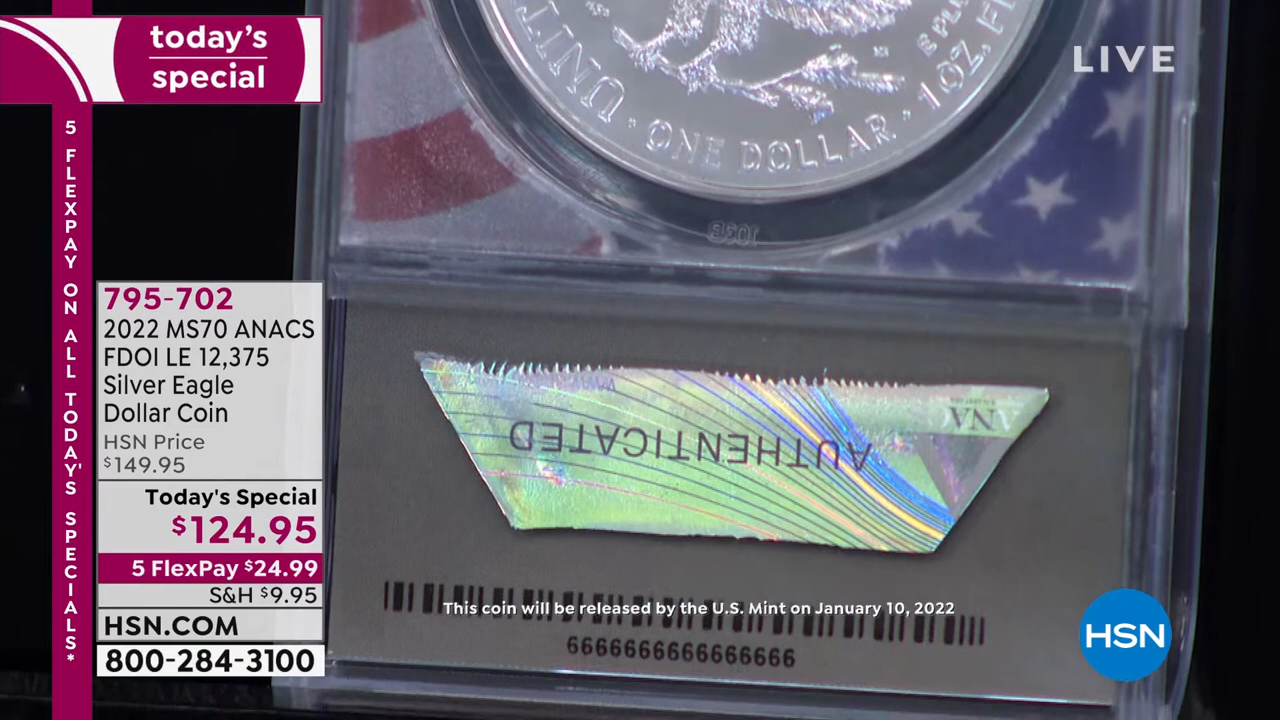 today's
special
LIVE
5 FLEXPAY ON ALL TODAY'S SPECIALS*
795-702
2022 MS70 ANACS
FDOI LE 12,375
Silver Eagle
Dollar Coin
HSN Price
$149.95
Today's Special
$124.95
5 FlexPay $24.99
S&H $9.95
HSN.COM
800-284-3100
UNIT
· ONE DOLLAR ·
1 OZ. FI
AUTHENTICATED
ANA
This coin will be released by the U.S. Mint on January 10, 2022
6666666666666666
HSN